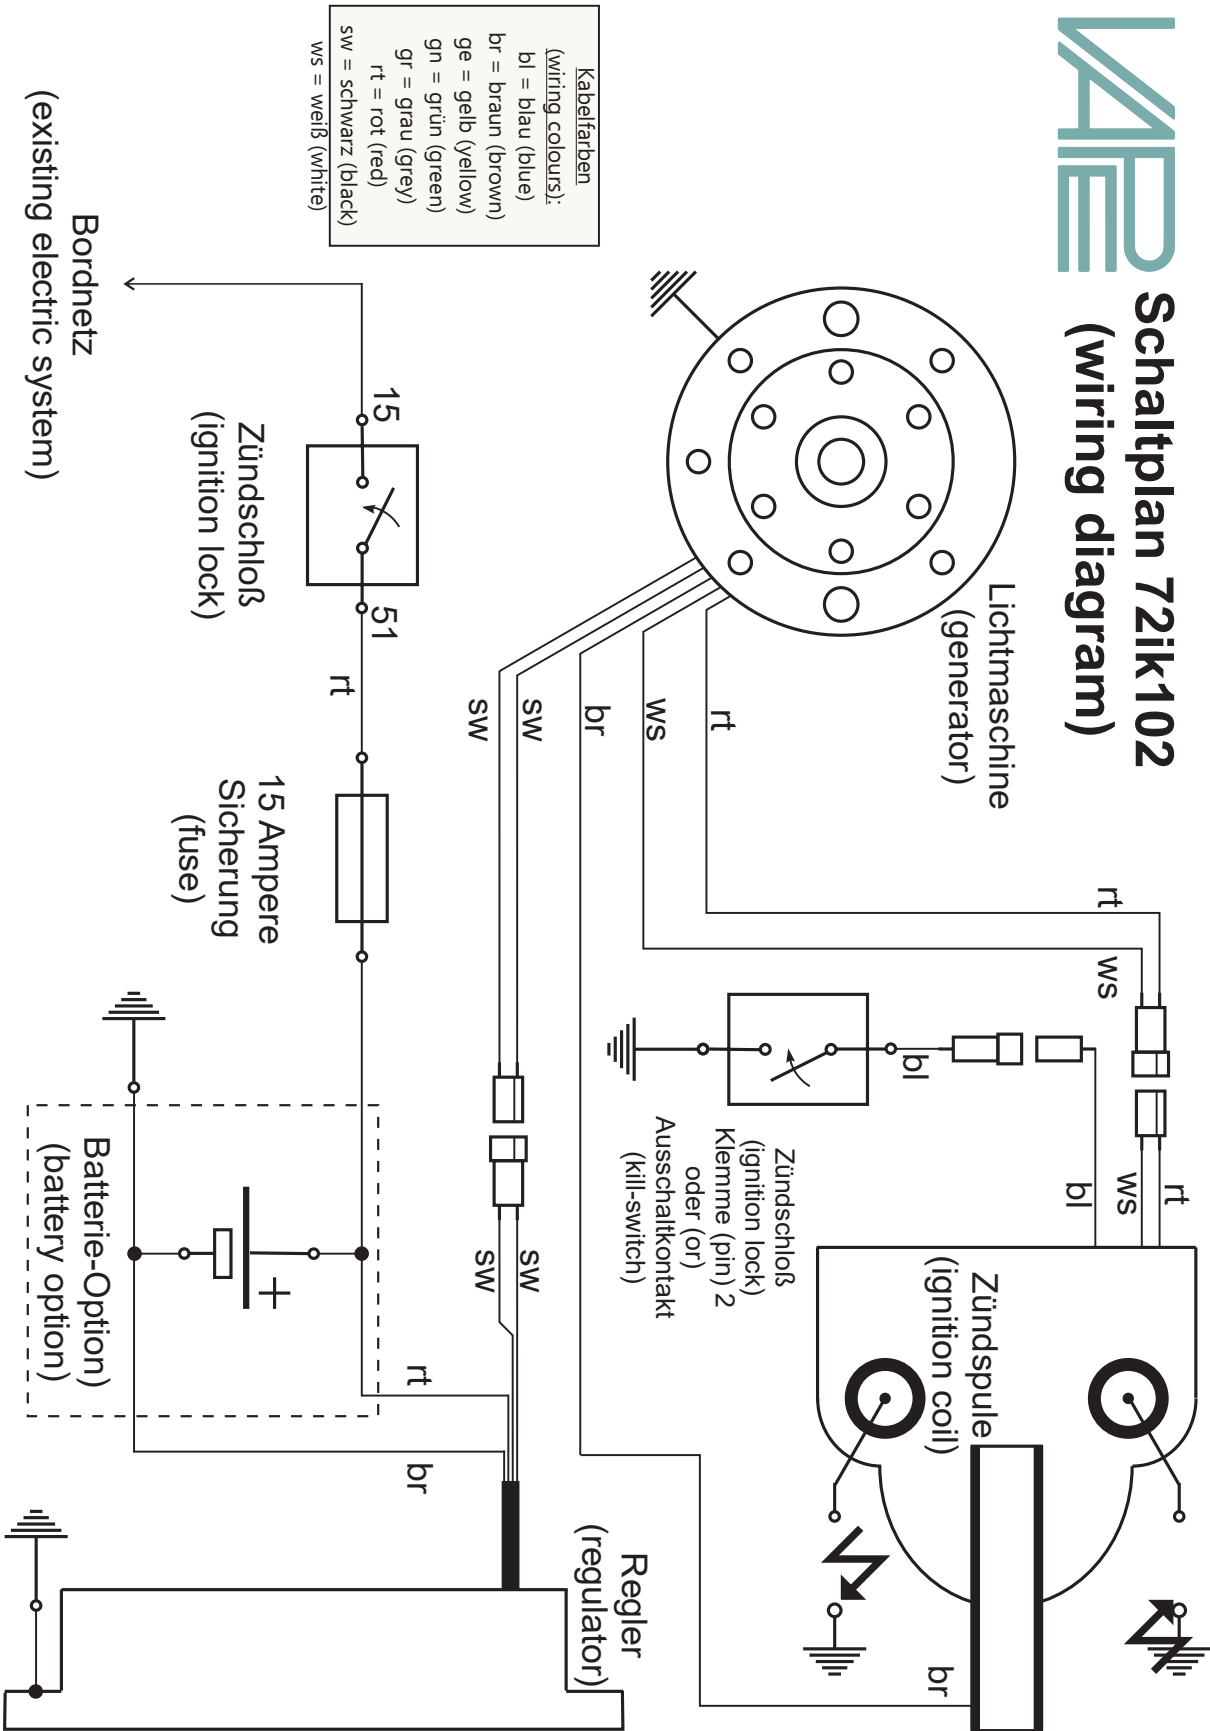 VAPE
Schaltplan 72ik102
(wiring diagram)
Lichtmaschine
(generator)
rt
ws
br
sw
sw
rt
ws
rt
ws
bl
bl
Zündspule
(ignition coil)
br
Zündschloß
(ignition lock)
Klemme (pin) 2
oder (or)
Ausschaltkontakt
(kill-switch)
Kabelfarben
(wiring colours):
bl = blau (blue)
br = braun (brown)
ge = gelb (yellow)
gn = grün (green)
gr = grau (grey)
rt = rot (red)
sw = schwarz (black)
ws = weiß (white)
sw
sw
Regler
(regulator)
15
51
Zündschloß
(ignition lock)
rt
15 Ampere
Sicherung
(fuse)
rt
br
+
Batterie-Option)
(battery option)
Bordnetz
(existing electric system)